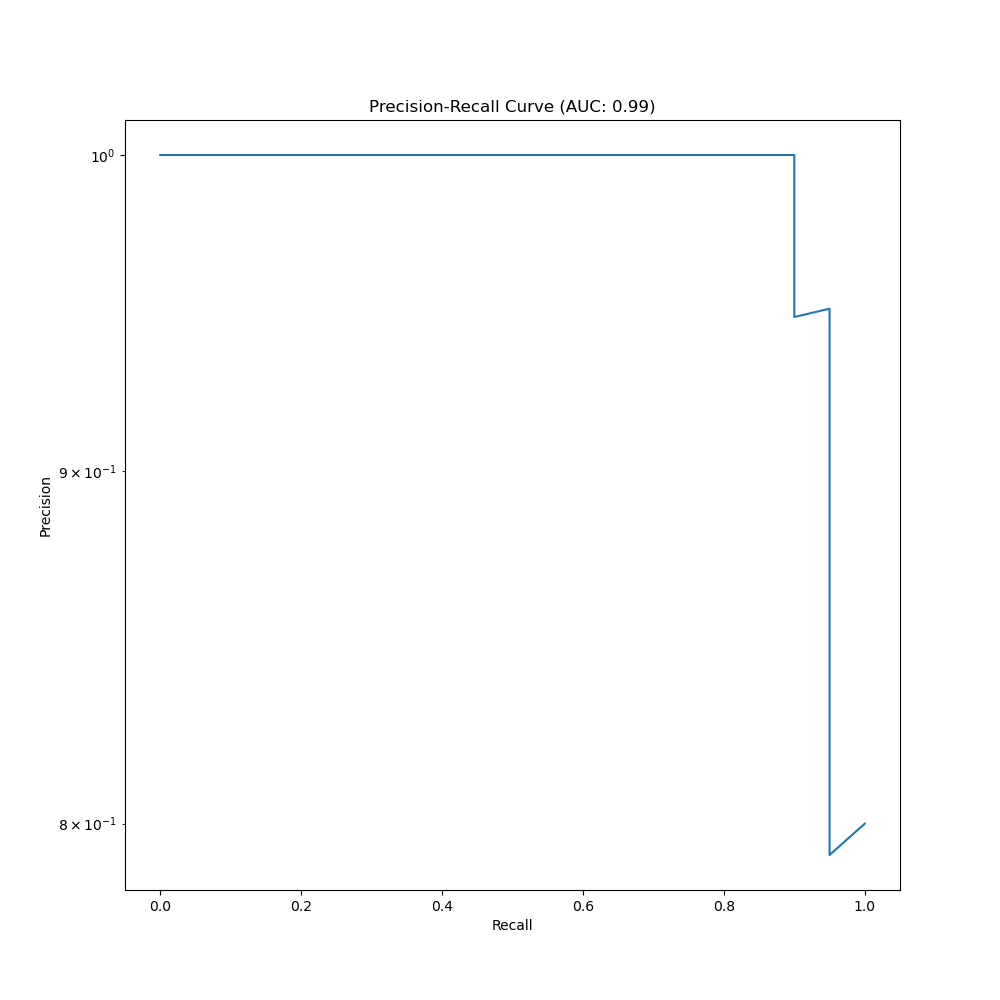 Precision-Recall Curve (AUC: 0.99)
10⁰
9 × 10⁻¹
8 × 10⁻¹
Precision
0.0 0.2 0.4 0.6 0.8 1.0
Recall